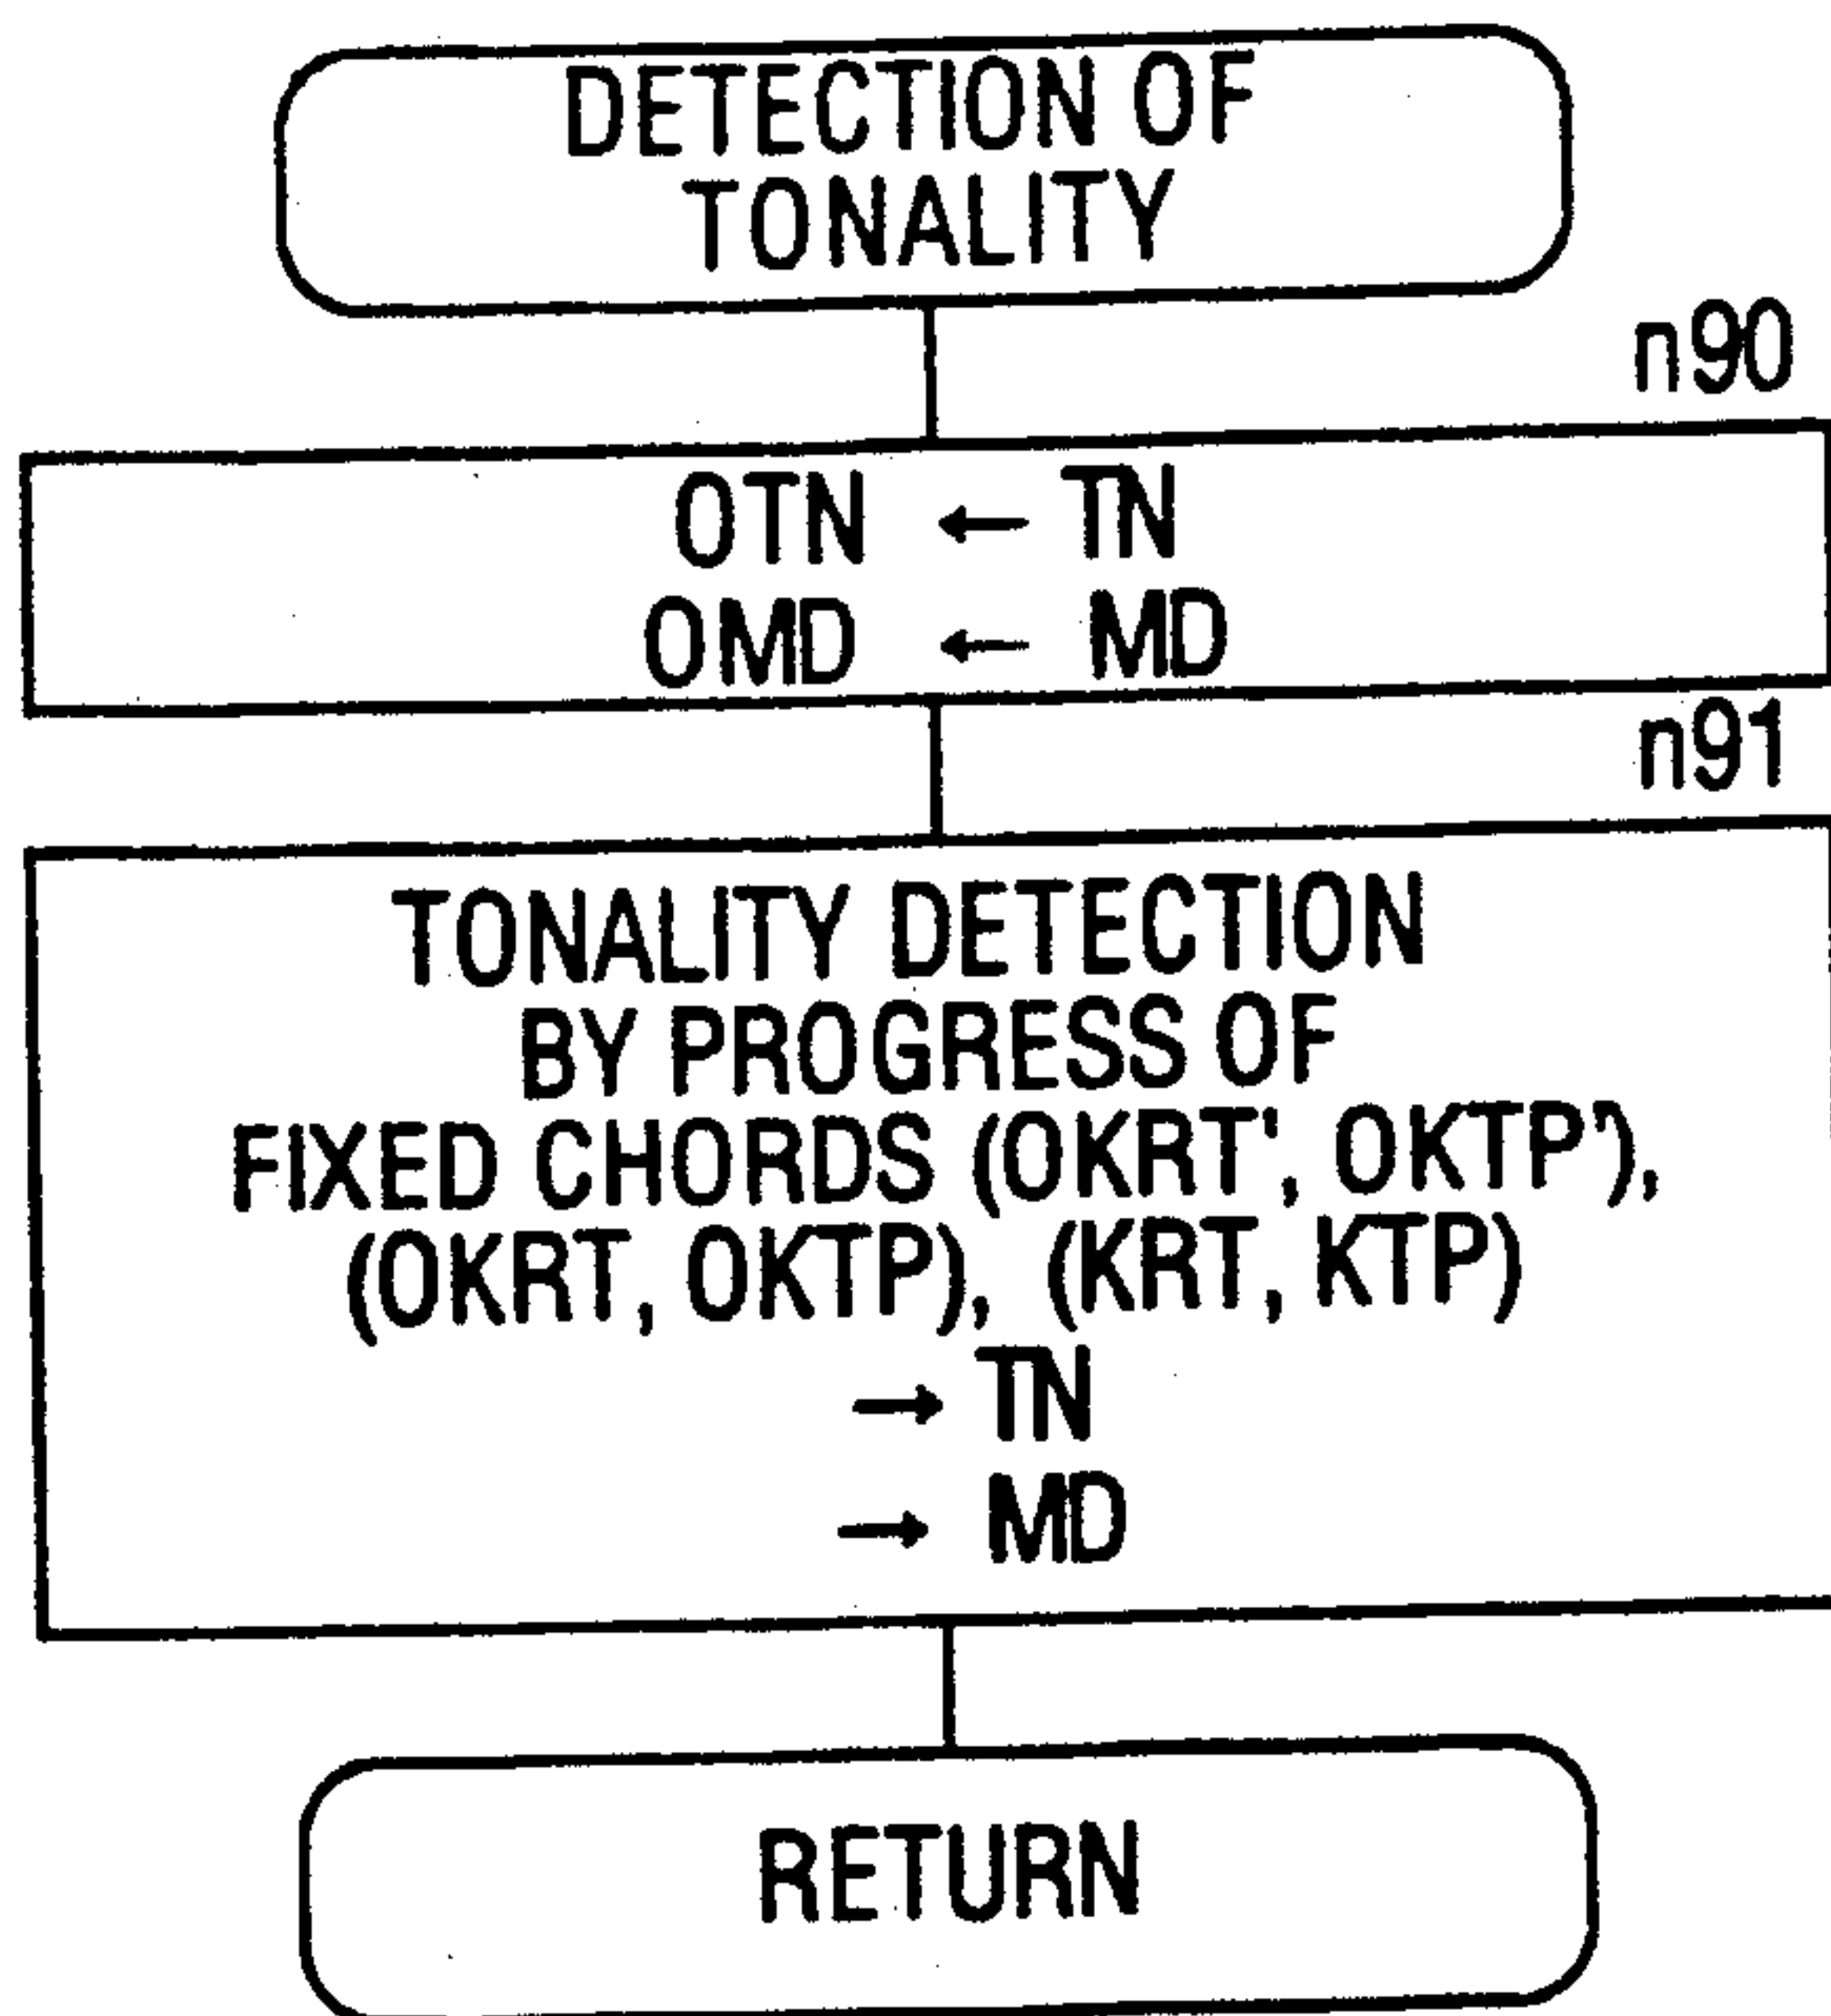 DETECTION OF
TONALITY
n90
OTN ← TN
OMD ← MD
n91
TONALITY DETECTION
BY PROGRESS OF
FIXED CHORDS (OKRT', OKTP'),
(OKRT, OKTP), (KRT, KTP)
→ TN
→ MD
RETURN